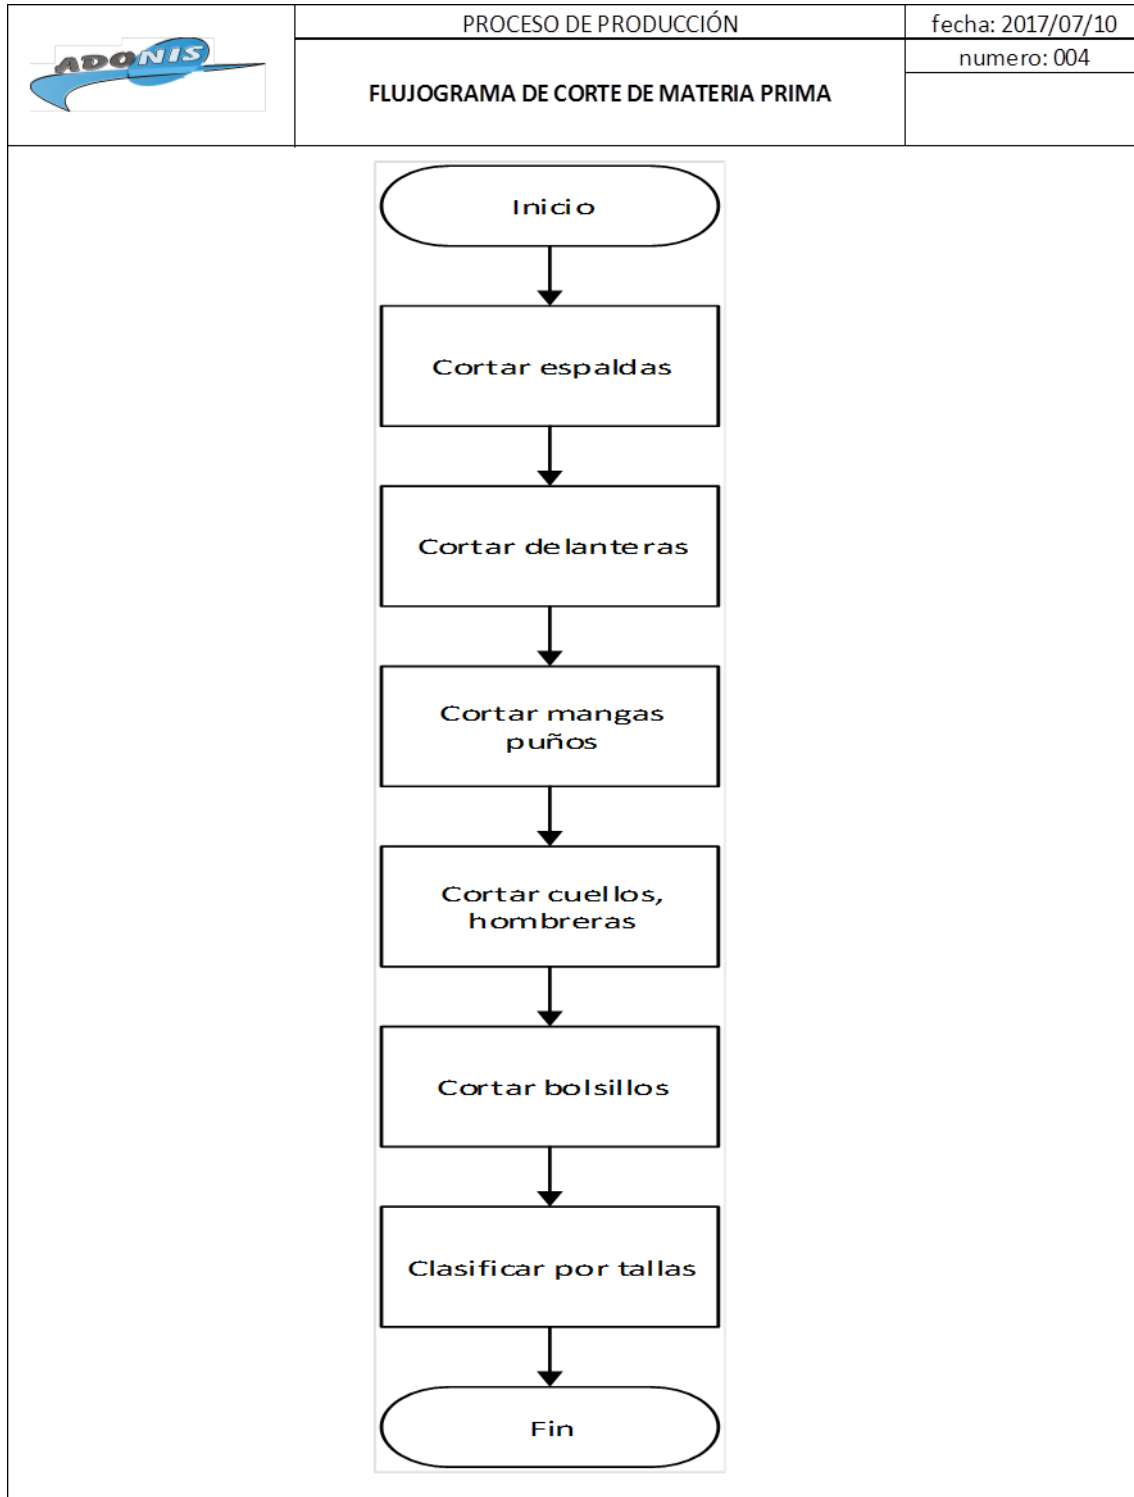 ADONIS
PROCESO DE PRODUCCIÓN
fecha: 2017/07/10
numero: 004
FLUJOGRAMA DE CORTE DE MATERIA PRIMA
Inicio
Cortar espaldas
Cortar delanteras
Cortar mangas
puños
Cortar cuellos,
hombreras
Cortar bolsillos
Clasificar por tallas
Fin